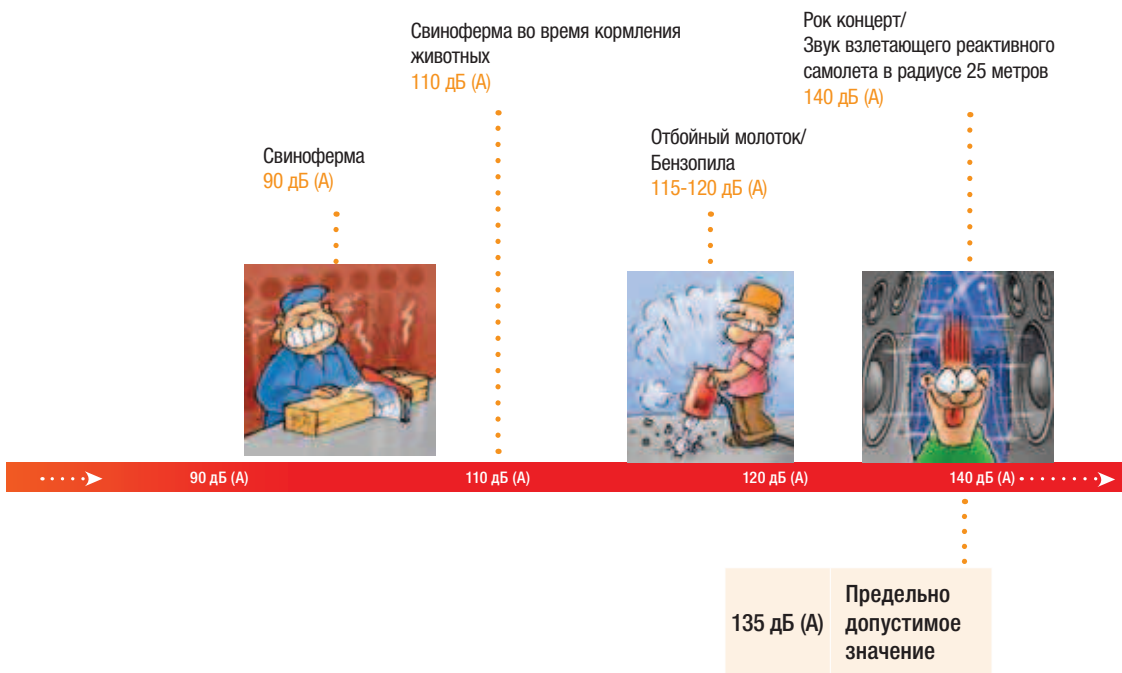 Рок концерт/
Звук взлетающего реактивного
самолета в радиусе 25 метров
140 дБ (А)
Свиноферма во время кормления
животных
110 дБ (А)
Отбойный молоток/
Бензопила
115-120 дБ (А)
Свиноферма
90 дБ (А)
90 дБ (А)
110 дБ (А)
120 дБ (А)
140 дБ (А)
135 дБ (А)
Предельно
допустимое
значение